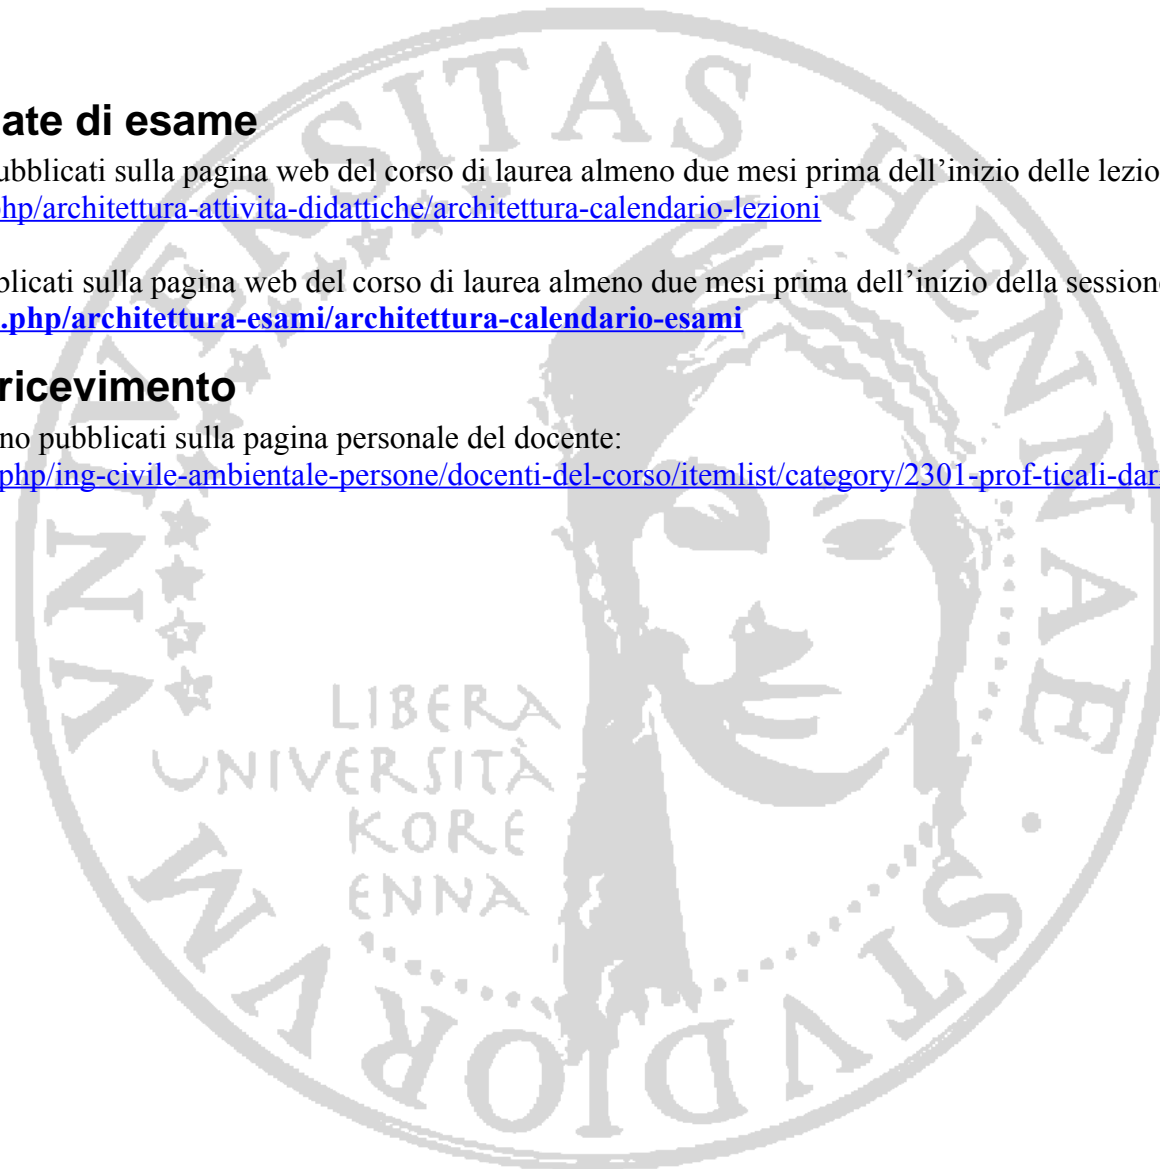 ate di esame
ubblicati sulla pagina web del corso di laurea almeno due mesi prima dell’inizio delle lezio
hp/architettura-attivita-didattiche/architettura-calendario-lezioni
blicati sulla pagina web del corso di laurea almeno due mesi prima dell’inizio della session
.php/architettura-esami/architettura-calendario-esami
ricevimento
no pubblicati sulla pagina personale del docente:
php/ing-civile-ambientale-persone/docenti-del-corso/itemlist/category/2301-prof-ticali-dar
VNIVERSITAS HENNAE · STVDIORVM
LIBERA
UNIVERSITÀ
KORE
ENNA